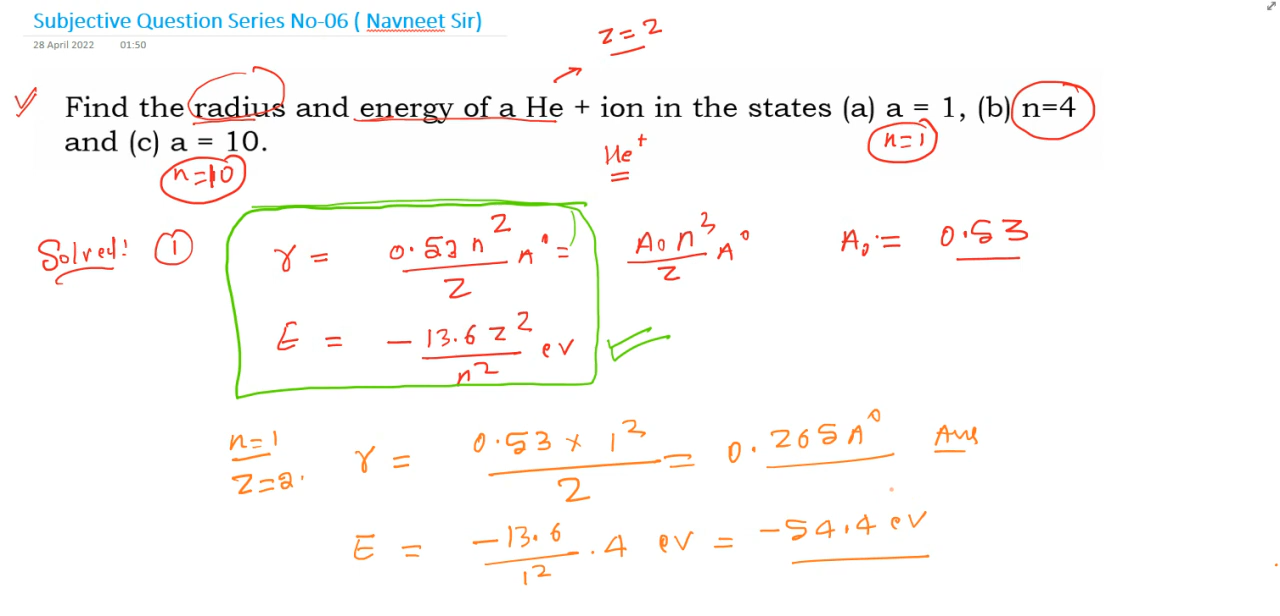 Subjective Question Series No-06 ( Navneet Sir)
28 April 2022 01:50
z = 2
Find the radius and energy of a He + ion in the states (a) a = 1, (b) n=4
and (c) a = 10.
n=1
He+
n=10
Solved! ① r = 0.53 n² / Z A° = A₀ n³ / Z A° A₀ = 0.53
E = - 13.6 z² / n² ev
n=1
Z=2. r = 0.53 x 1² / 2 = 0.265 A° Ans
E = -13.6 / 1² . 4 ev = -54.4 ev